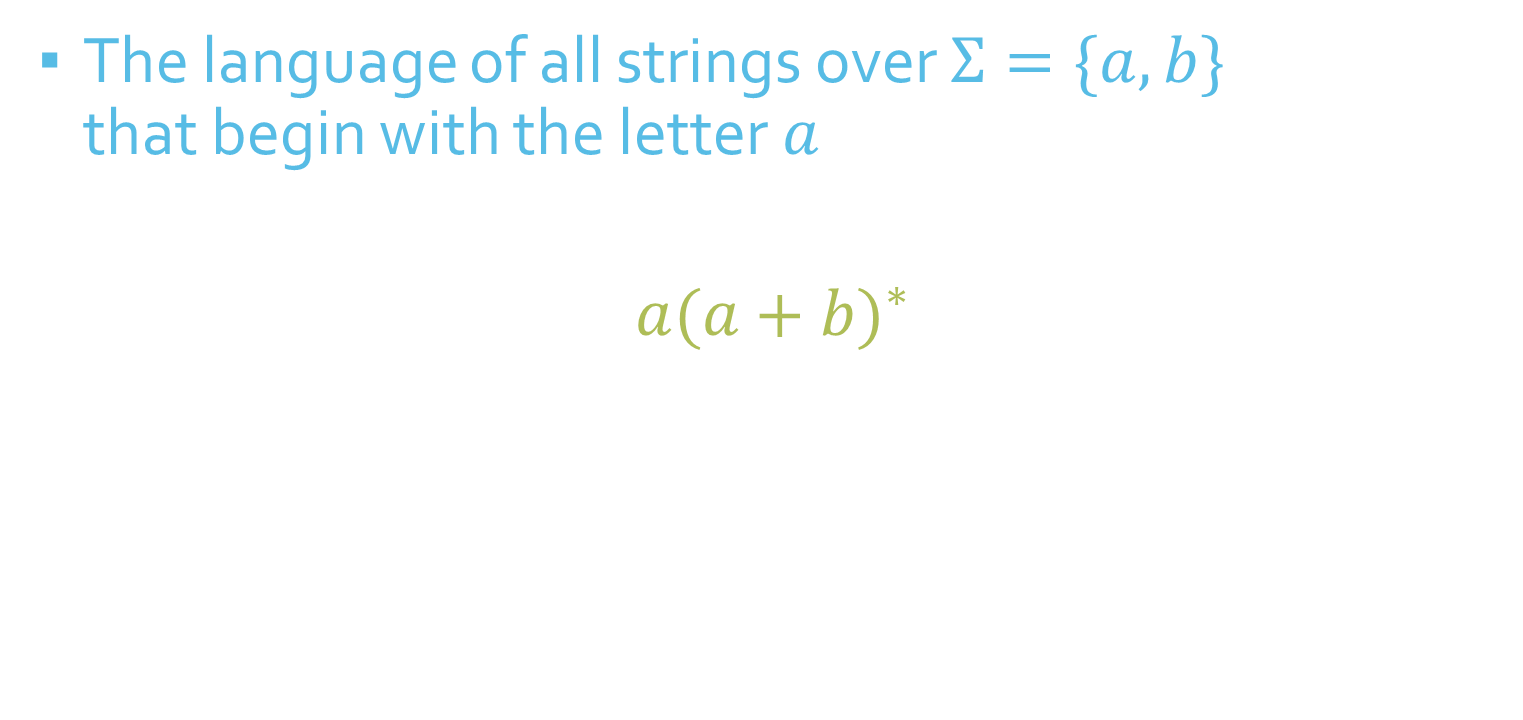 ▪ The language of all strings over Σ = {a, b}
that begin with the letter a
a(a + b)*